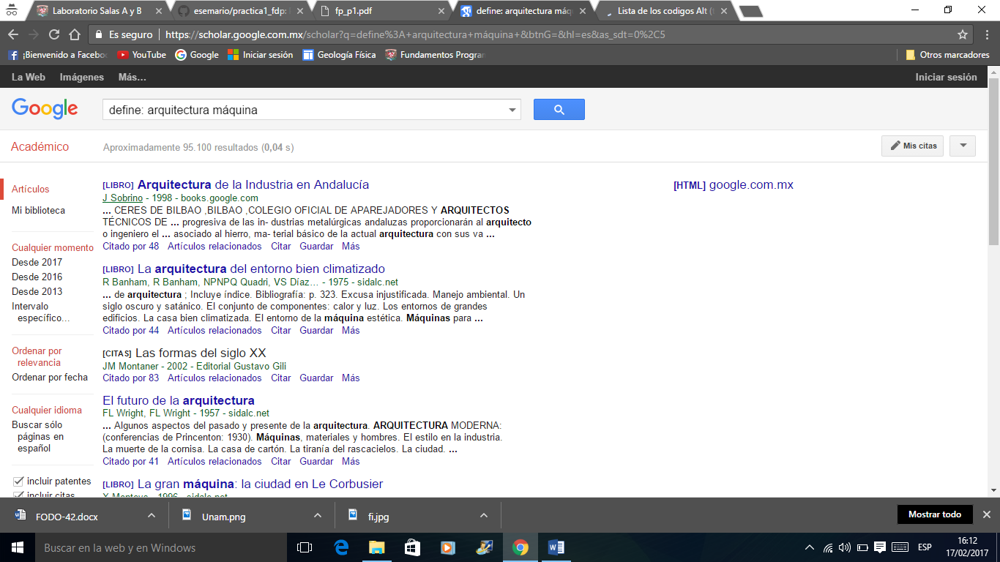 Laboratorio Salas A y B
esemario/practica1_fdp:
fp_p1.pdf
define: arquitectura máq
Lista de los codigos Alt (
Es seguro
https://scholar.google.com.mx/scholar?q=define%3A+arquitectura+máquina+&btnG=&hl=es&as_sdt=0%2C5
¡Bienvenido a Facebo
YouTube
Google
Iniciar sesión
Geología Física
Fundamentos Progra
Otros marcadores
La Web Imágenes Más... Iniciar sesión
Google
define: arquitectura máquina
Académico
Aproximadamente 95.100 resultados (0,04 s)
Mis citas
Artículos
Mi biblioteca
Cualquier momento
Desde 2017
Desde 2016
Desde 2013
Intervalo
específico...
Ordenar por
relevancia
Ordenar por fecha
Cualquier idioma
Buscar sólo
páginas en
español
incluir patentes
incluir citas
[LIBRO] Arquitectura de la Industria en Andalucía
J Sobrino - 1998 - books.google.com
... CERES DE BILBAO ,BILBAO ,COLEGIO OFICIAL DE APAREJADORES Y ARQUITECTOS
TÉCNICOS DE ... progresiva de las in- dustrias metalúrgicas andaluzas proporcionarán al arquitecto
o ingeniero el ... asociado al hierro, ma- terial básico de la actual arquitectura con sus va ...
Citado por 48 Artículos relacionados Citar Guardar Más
[HTML] google.com.mx
[LIBRO] La arquitectura del entorno bien climatizado
R Banham, R Banham, NPNPQ Quadri, VS Díaz... - 1975 - sidalc.net
... de arquitectura ; Incluye índice. Bibliografía: p. 323. Excusa injustificada. Manejo ambiental. Un
siglo oscuro y satánico. El conjunto de componentes: calor y luz. Los entornos de grandes
edificios. La casa bien climatizada. El entorno de la máquina estética. Máquinas para ...
Citado por 44 Artículos relacionados Citar Guardar Más
[CITAS] Las formas del siglo XX
JM Montaner - 2002 - Editorial Gustavo Gili
Citado por 83 Artículos relacionados Citar Guardar Más
El futuro de la arquitectura
FL Wright, FL Wright - 1957 - sidalc.net
... Algunos aspectos del pasado y presente de la arquitectura. ARQUITECTURA MODERNA:
(conferencias de Princenton: 1930). Máquinas, materiales y hombres. El estilo en la industria.
La muerte de la cornisa. La casa de cartón. La tiranía del rascacielos. La ciudad. ...
Citado por 41 Artículos relacionados Citar Guardar Más
[LIBRO] La gran máquina: la ciudad en Le Corbusier
X Monteys - 1996 - sidalc.net
FODO-42.docx
Unam.png
fi.jpg
Mostrar todo
Buscar en la web y en Windows
ESP
16:12
17/02/2017